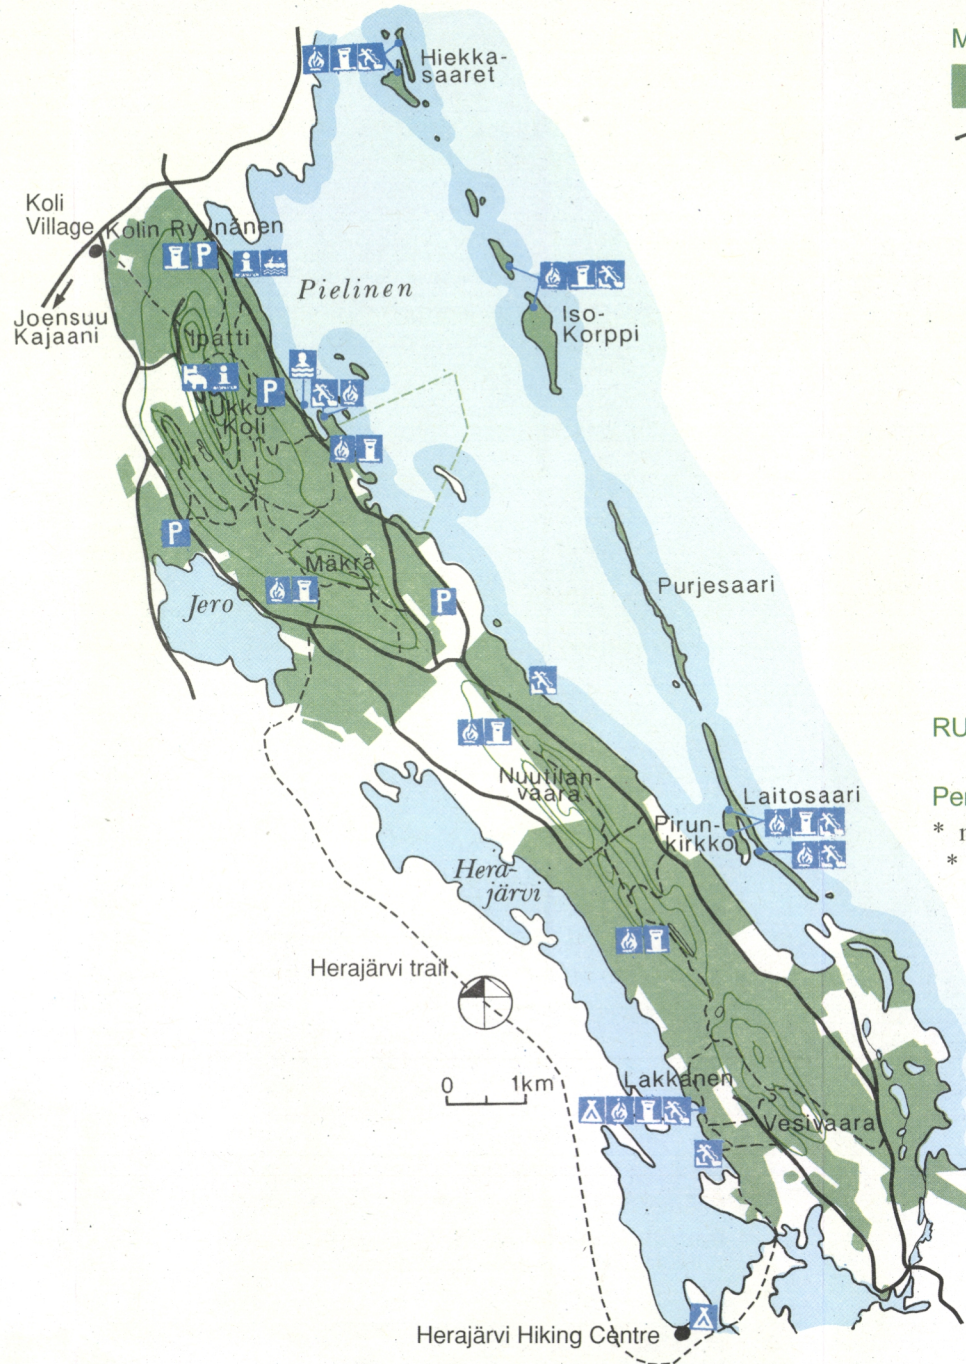 M
Hiekka-
saaret
Koli
Village
Kolin Ryynänen
P
i
Pielinen
Joensuu
Kajaani
Iso-
Korppi
Ipatti
i
P
Ukko-
Koli
P
Mäkrä
Jero
P
Purjesaari
RU
Nuutilan-
vaara
Laitosaari
Per
Pirun-
kirkko
*
*
Hera-
järvi
Herajärvi trail
0 1km
Lakkanen
Vesivaara
Herajärvi Hiking Centre